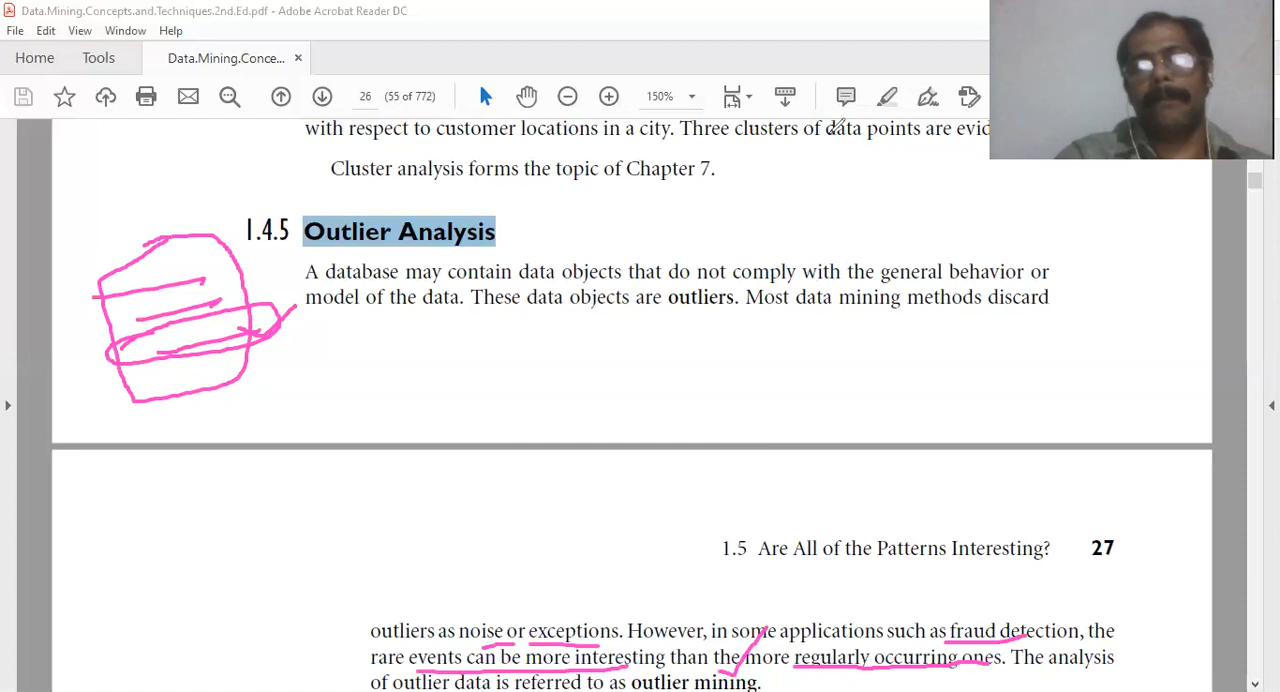 Data.Mining.Concepts.and.Techniques.2nd.Ed.pdf - Adobe Acrobat Reader DC
File Edit View Window Help
Home Tools Data.Mining.Conce... ×
26 (55 of 772) 150%
with respect to customer locations in a city. Three clusters of data points are evid
Cluster analysis forms the topic of Chapter 7.
1.4.5 Outlier Analysis
A database may contain data objects that do not comply with the general behavior or
model of the data. These data objects are outliers. Most data mining methods discard
1.5 Are All of the Patterns Interesting? 27
outliers as noise or exceptions. However, in some applications such as fraud detection, the
rare events can be more interesting than the more regularly occurring ones. The analysis
of outlier data is referred to as outlier mining.